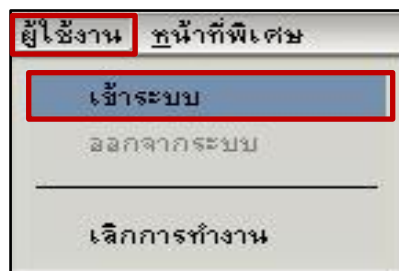 ผู้ใช้งาน หน้าที่พิเศษ
เข้าระบบ
ออกจากระบบ
เลิกการทำงาน